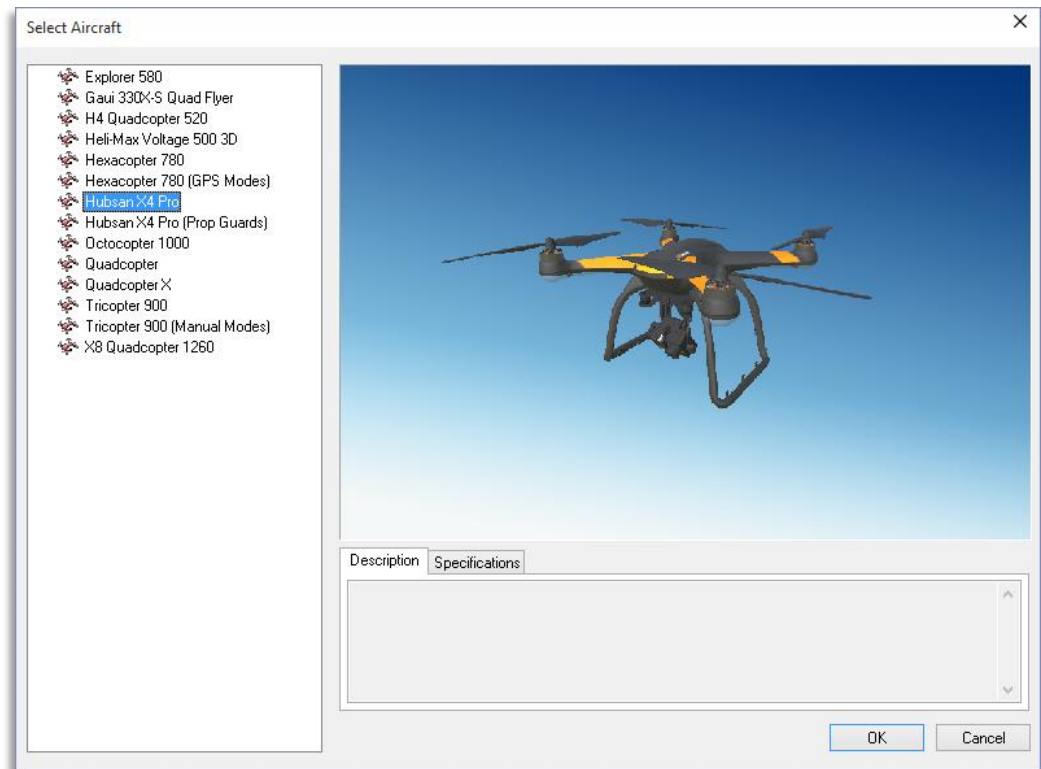 Select Aircraft
Explorer 580
Gaui 330X-S Quad Flyer
H4 Quadcopter 520
Heli-Max Voltage 500 3D
Hexacopter 780
Hexacopter 780 (GPS Modes)
Hubsan X4 Pro
Hubsan X4 Pro (Prop Guards)
Octocopter 1000
Quadcopter
Quadcopter X
Tricopter 900
Tricopter 900 (Manual Modes)
X8 Quadcopter 1260
Description Specifications
OK Cancel